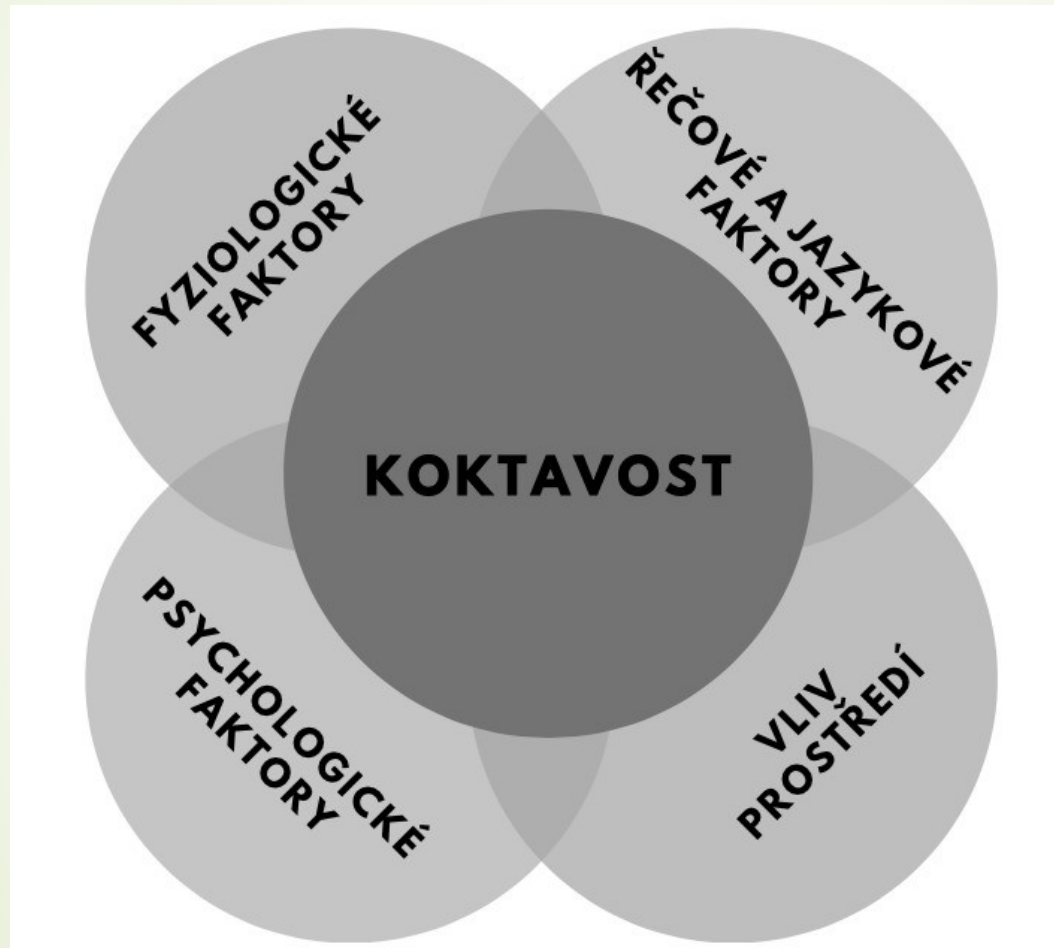 FYZIOLOGICKÉ
FAKTORY
ŘEČOVÉ A JAZYKOVÉ
FAKTORY
KOKTAVOST
PSYCHOLOGICKÉ
FAKTORY
VLIV
PROSTŘEDÍ